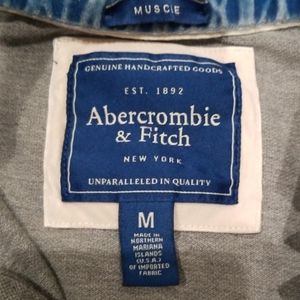 MUSCLE
GENUINE HANDCRAFTED GOODS
EST. 1892
Abercrombie
& Fitch
NEW YORK
UNPARALLELED IN QUALITY
M
MADE IN
NORTHERN
MARIANA
ISLANDS
(U.S.A.)
OF IMPORTED
FABRIC